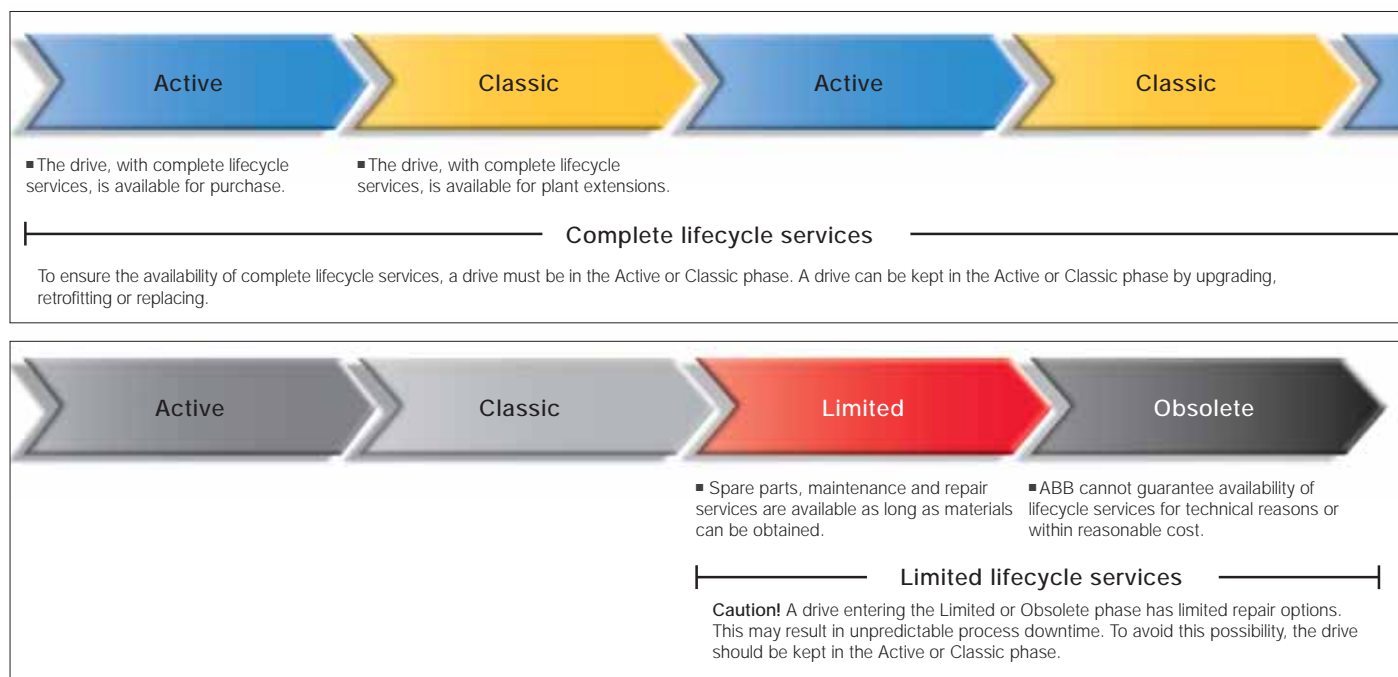 Active
Classic
Active
Classic
■ The drive, with complete lifecycle
services, is available for purchase.
■ The drive, with complete lifecycle
services, is available for plant extensions.
Complete lifecycle services
To ensure the availability of complete lifecycle services, a drive must be in the Active or Classic phase. A drive can be kept in the Active or Classic phase by upgrading,
retrofitting or replacing.
Active
Classic
Limited
Obsolete
■ Spare parts, maintenance and repair
services are available as long as materials
can be obtained.
■ ABB cannot guarantee availability of
lifecycle services for technical reasons or
within reasonable cost.
Limited lifecycle services
Caution! A drive entering the Limited or Obsolete phase has limited repair options.
This may result in unpredictable process downtime. To avoid this possibility, the drive
should be kept in the Active or Classic phase.